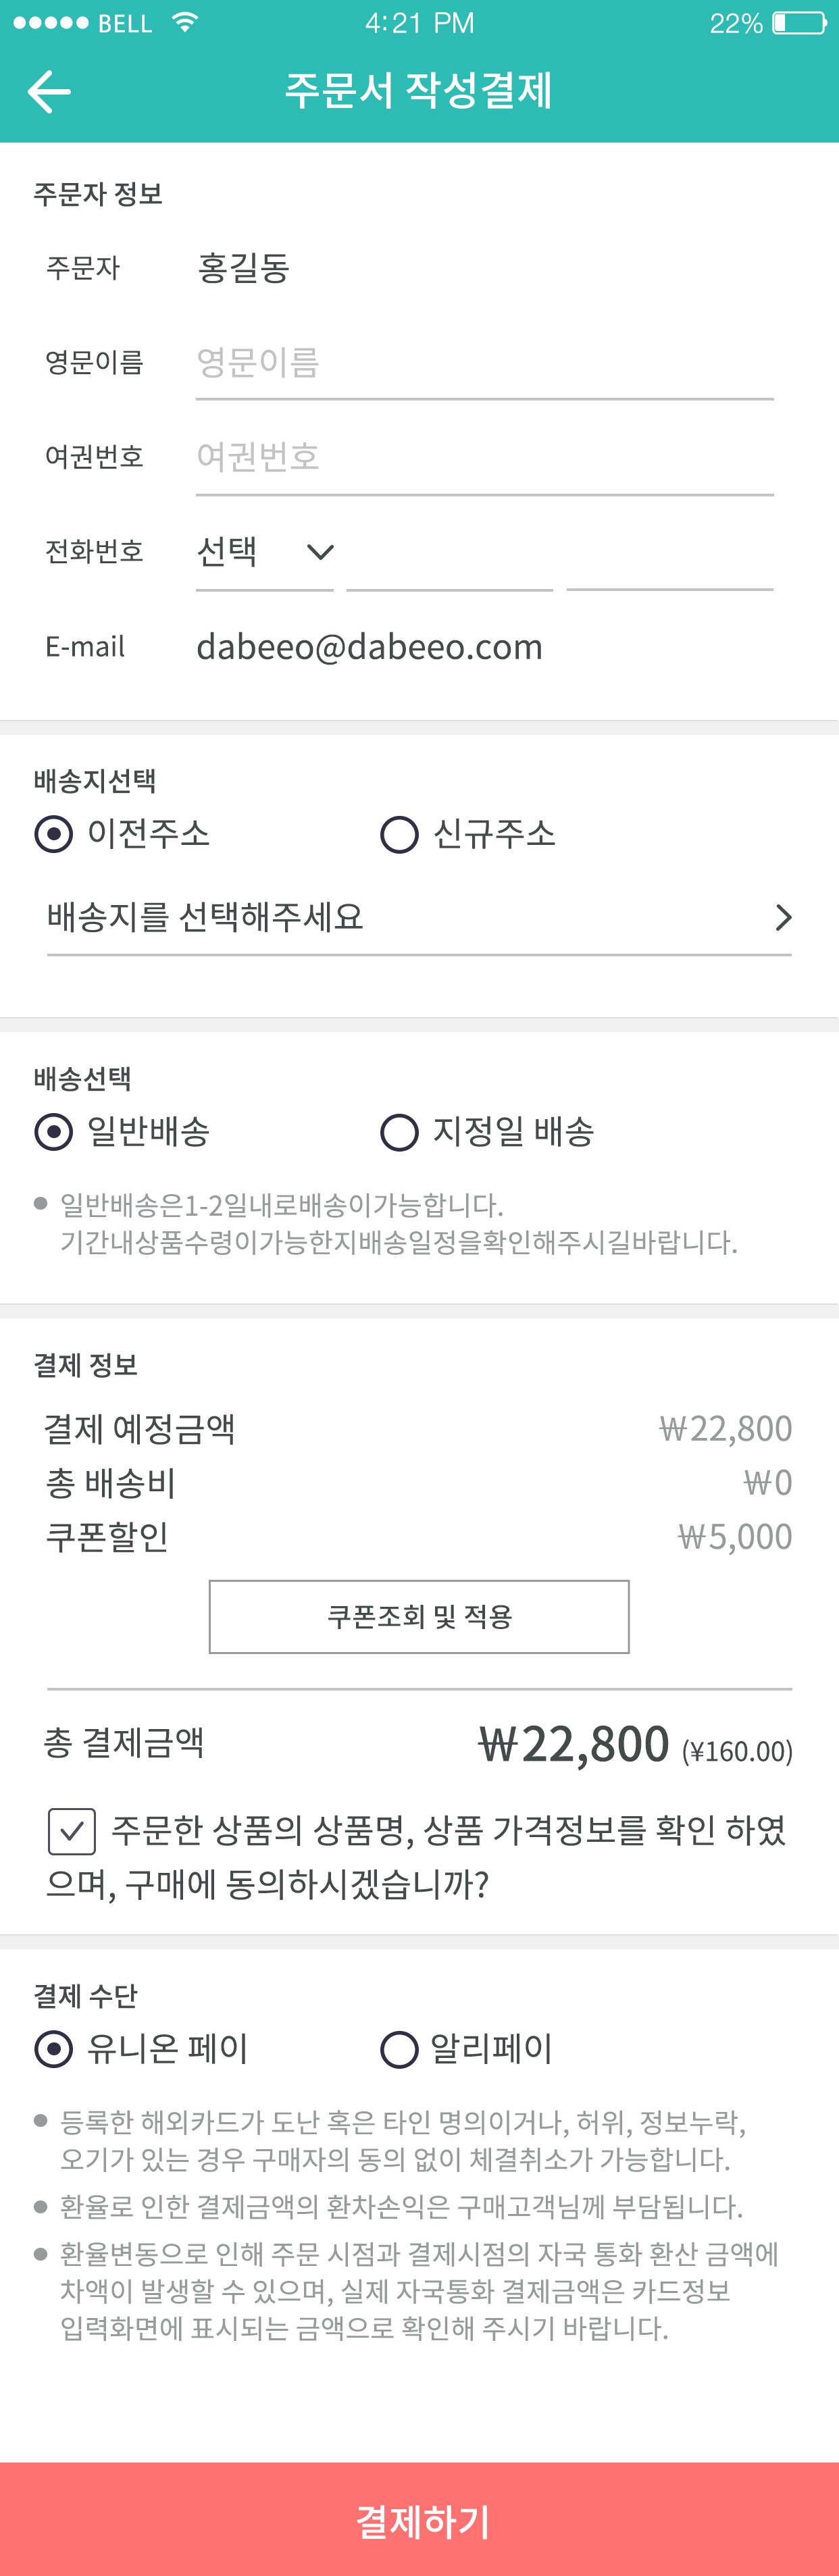 BELL 4:21 PM 22%
주문서 작성결제
주문자 정보
주문자 홍길동
영문이름 영문이름
여권번호 여권번호
전화번호 선택
E-mail dabeeo@dabeeo.com
배송지선택
이전주소 신규주소
배송지를 선택해주세요
배송선택
일반배송 지정일 배송
일반배송은1-2일내로배송이가능합니다.
기간내상품수령이가능한지배송일정을확인해주시길바랍니다.
결제 정보
결제 예정금액 ₩22,800
총 배송비 ₩0
쿠폰할인 ₩5,000
쿠폰조회 및 적용
총 결제금액 ₩22,800 (¥160.00)
주문한 상품의 상품명, 상품 가격정보를 확인 하였
으며, 구매에 동의하시겠습니까?
결제 수단
유니온 페이 알리페이
등록한 해외카드가 도난 혹은 타인 명의이거나, 허위, 정보누락,
오기가 있는 경우 구매자의 동의 없이 체결취소가 가능합니다.
환율로 인한 결제금액의 환차손익은 구매고객님께 부담됩니다.
환율변동으로 인해 주문 시점과 결제시점의 자국 통화 환산 금액에
차액이 발생할 수 있으며, 실제 자국통화 결제금액은 카드정보
입력화면에 표시되는 금액으로 확인해 주시기 바랍니다.
결제하기